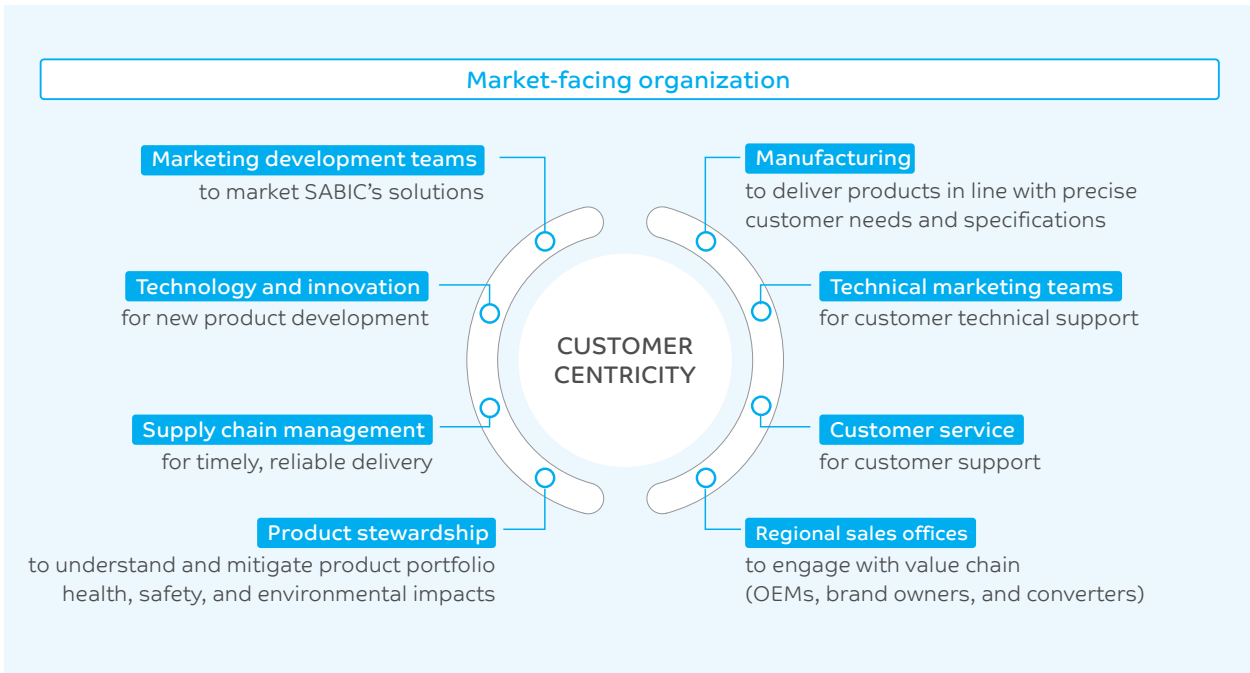 Market-facing organization
Marketing development teams
to market SABIC's solutions
Technology and innovation
for new product development
Supply chain management
for timely, reliable delivery
Product stewardship
to understand and mitigate product portfolio
health, safety, and environmental impacts
CUSTOMER
CENTRICITY
Manufacturing
to deliver products in line with precise
customer needs and specifications
Technical marketing teams
for customer technical support
Customer service
for customer support
Regional sales offices
to engage with value chain
(OEMs, brand owners, and converters)